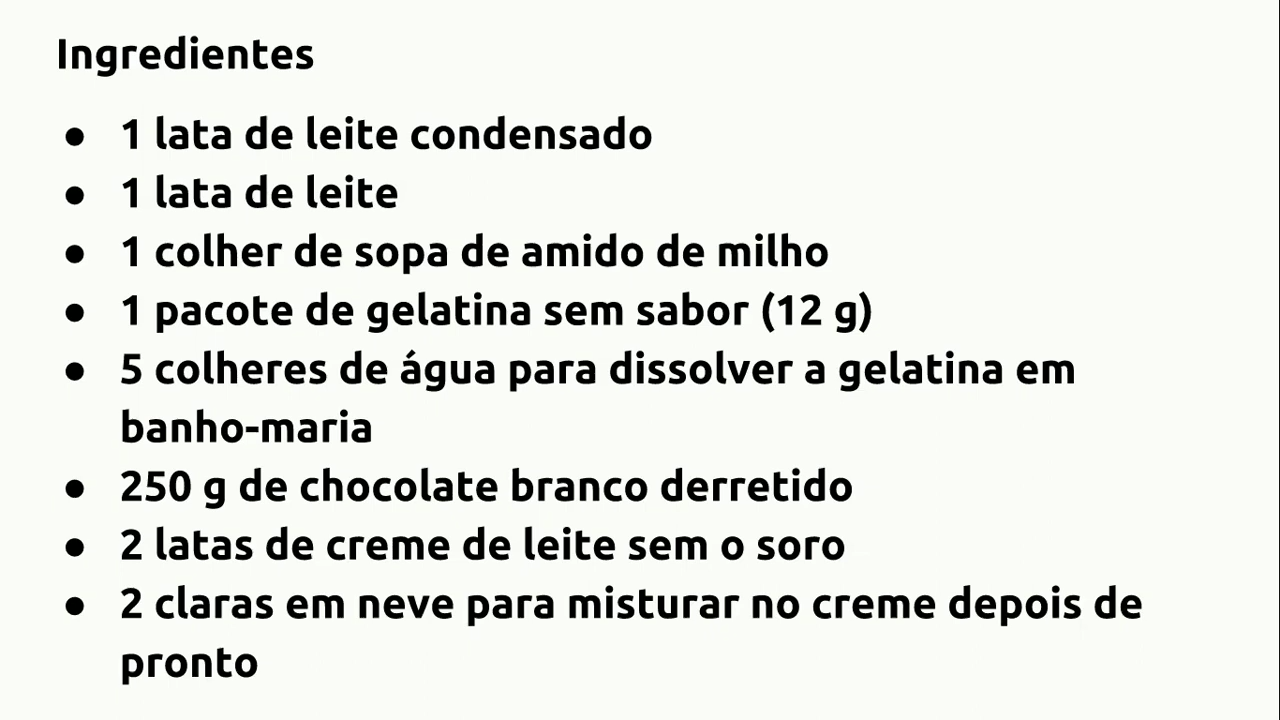 Ingredientes
● 1 lata de leite condensado
● 1 lata de leite
● 1 colher de sopa de amido de milho
● 1 pacote de gelatina sem sabor (12 g)
● 5 colheres de água para dissolver a gelatina em
banho-maria
● 250 g de chocolate branco derretido
● 2 latas de creme de leite sem o soro
● 2 claras em neve para misturar no creme depois de
pronto